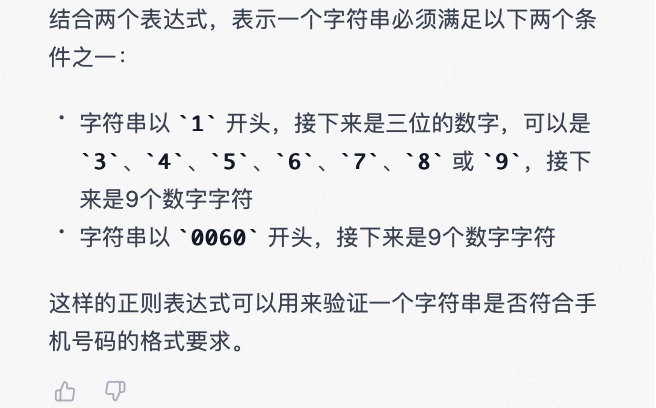 结合两个表达式，表示一个字符串必须满足以下两个条
件之一：
• 字符串以 `1` 开头，接下来是三位的数字，可以是
`3`、`4`、`5`、`6`、`7`、`8` 或 `9`，接下
来是9个数字字符
• 字符串以 `0060` 开头，接下来是9个数字字符
这样的正则表达式可以用来验证一个字符串是否符合手
机号码的格式要求。